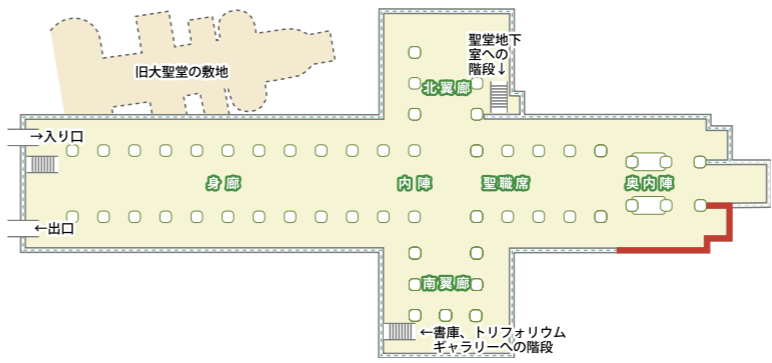 聖堂地下
室への
階段↓
旧大聖堂の敷地
北翼廊
→入り口
身廊
内陣
聖職席
奥内陣
←出口
南翼廊
←書庫、トリフォリウム
ギャラリーへの階段